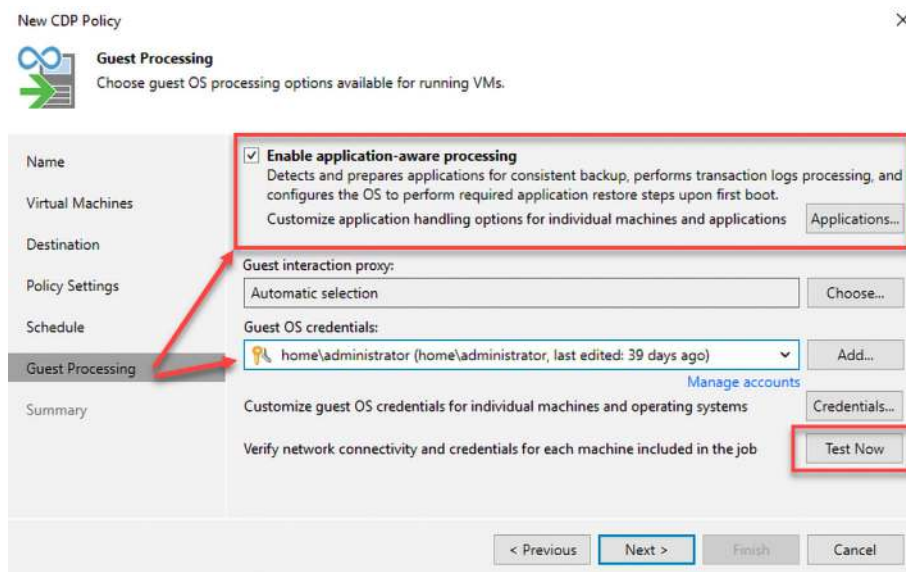 New CDP Policy
Guest Processing
Choose guest OS processing options available for running VMs.
Name
Virtual Machines
Destination
Policy Settings
Schedule
Guest Processing
Summary
Enable application-aware processing
Detects and prepares applications for consistent backup, performs transaction logs processing, and
configures the OS to perform required application restore steps upon first boot.
Customize application handling options for individual machines and applications
Applications...
Guest interaction proxy:
Automatic selection
Choose...
Guest OS credentials:
home\administrator (home\administrator, last edited: 39 days ago)
Add...
Manage accounts
Customize guest OS credentials for individual machines and operating systems
Credentials...
Verify network connectivity and credentials for each machine included in the job
Test Now
< Previous
Next >
Finish
Cancel